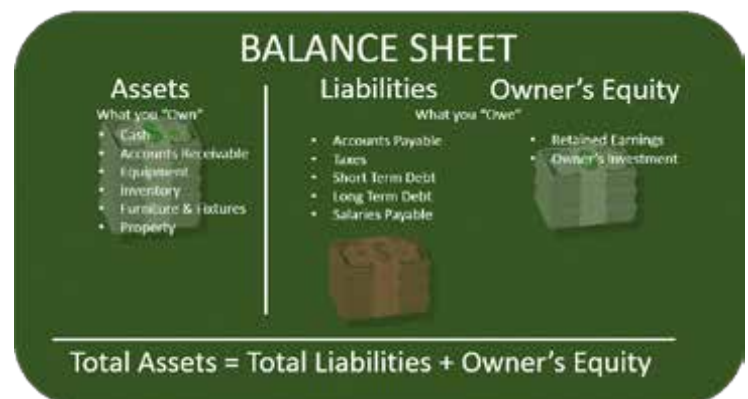 BALANCE SHEET
Assets
What you "Own"
• Cash
• Accounts Receivable
• Equipment
• Inventory
• Furniture & Fixtures
• Property
Liabilities
Owner's Equity
What you "Owe"
• Accounts Payable
• Taxes
• Short Term Debt
• Long Term Debt
• Salaries Payable
• Retained Earnings
• Owner's Investment
Total Assets = Total Liabilities + Owner's Equity